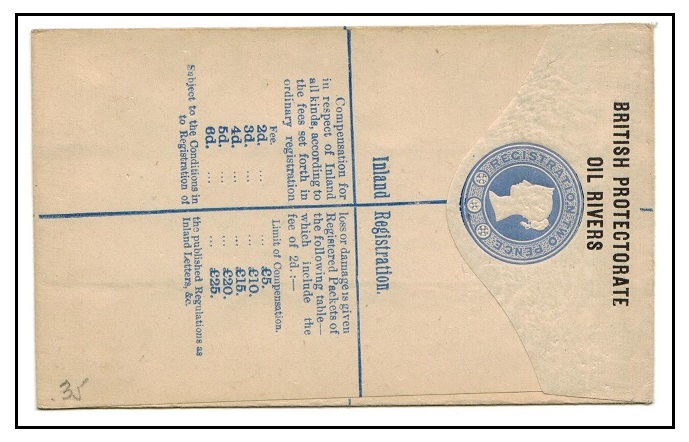 BRITISH PROTECTORATE
OIL RIVERS
REGISTRATION TWO PENCE
Inland Registration.
Compensation for loss or damage is given
in respect of Inland Registered Packets of
all kinds, according to the following table—
the fees set forth in which include the
ordinary registration fee of 2d.:—
Fee. Limit of Compensation.
2d. ... ... £5.
3d. ... ... £10.
4d. ... ... £15.
5d. ... ... £20.
6d. ... ... £25.
Subject to the Conditions in the published Regulations as
to Registration of Inland Letters, &c.
35